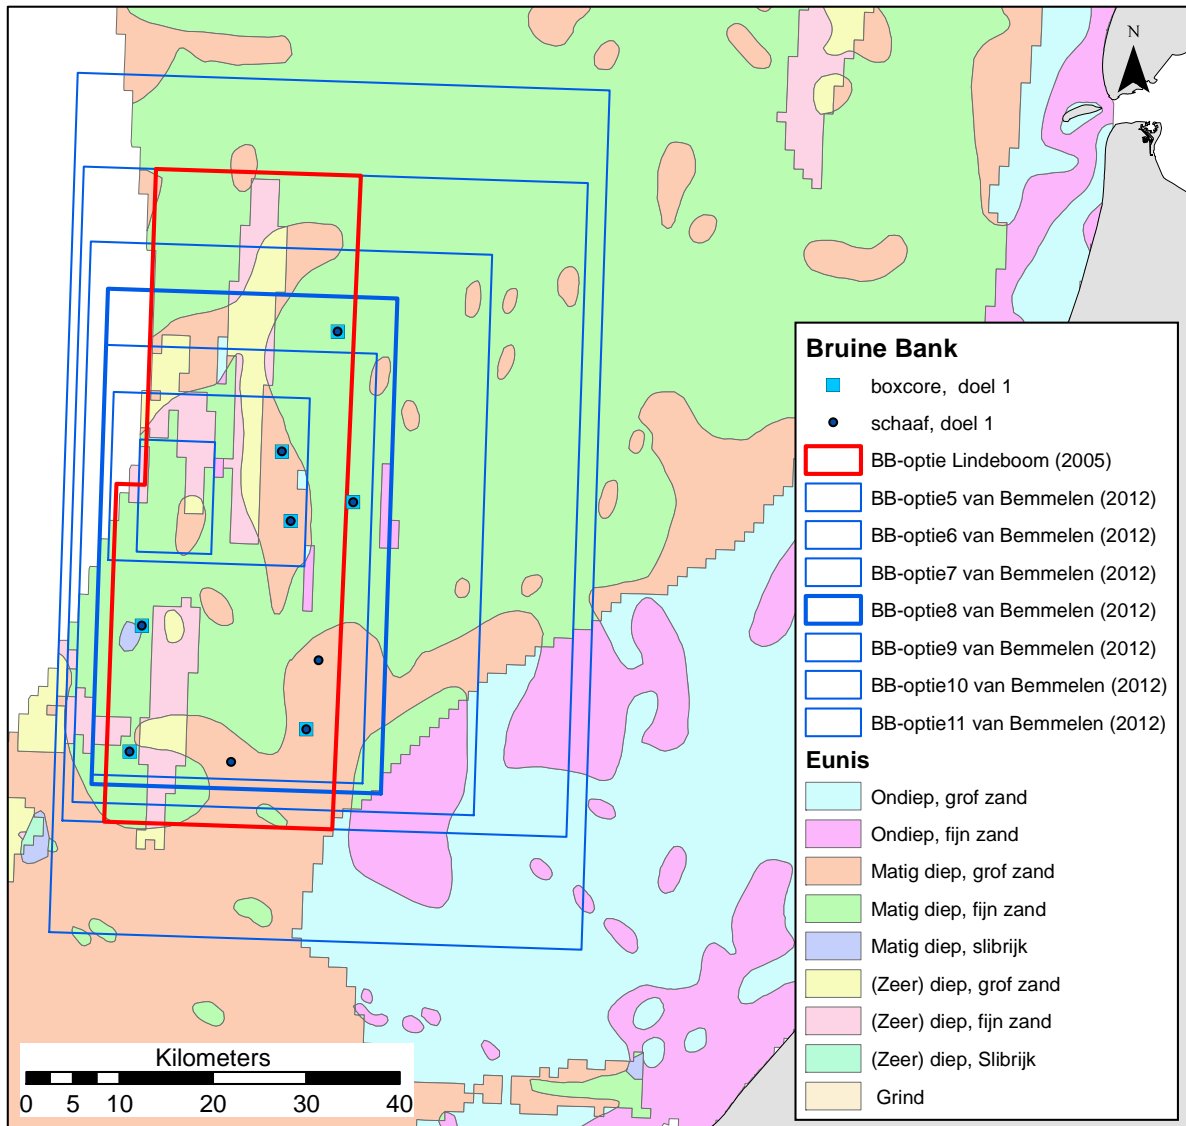 N
Bruine Bank
boxcore, doel 1
schaaf, doel 1
BB-optie Lindeboom (2005)
BB-optie5 van Bemmelen (2012)
BB-optie6 van Bemmelen (2012)
BB-optie7 van Bemmelen (2012)
BB-optie8 van Bemmelen (2012)
BB-optie9 van Bemmelen (2012)
BB-optie10 van Bemmelen (2012)
BB-optie11 van Bemmelen (2012)
Eunis
Ondiep, grof zand
Ondiep, fijn zand
Matig diep, grof zand
Matig diep, fijn zand
Matig diep, slibrijk
(Zeer) diep, grof zand
(Zeer) diep, fijn zand
(Zeer) diep, Slibrijk
Grind
Kilometers
0 5 10 20 30 40